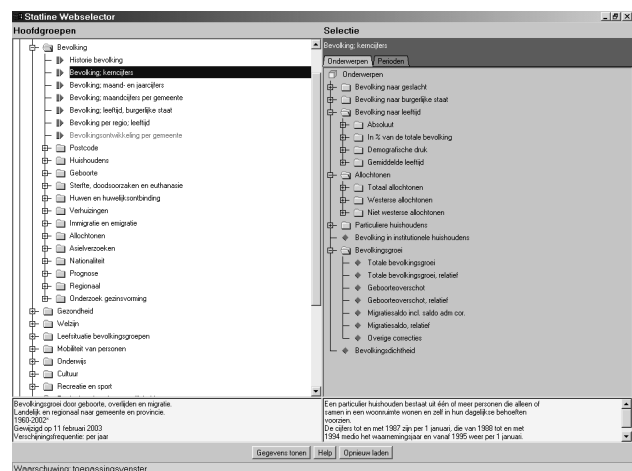 Statline Webselector
Hoofdgroepen
Bevolking
Historie bevolking
Bevolking; kerncijfers
Bevolking; maand- en jaarcijfers
Bevolking; maandcijfers per gemeente
Bevolking; leeftijd, burgerlijke staat
Bevolking per regio; leeftijd
Bevolkingsontwikkeling per gemeente
Postcode
Huishoudens
Geboorte
Sterfte, doodsoorzaken en euthanasie
Huwen en huwelijksontbinding
Verhuizingen
Immigratie en emigratie
Allochtonen
Asielverzoeken
Nationaliteit
Prognose
Regionaal
Onderzoek gezinsvorming
Gezondheid
Welzijn
Leefsituatie bevolkingsgroepen
Mobiliteit van personen
Onderwijs
Cultuur
Recreatie en sport
Bevolkingsgroei door geboorte, overlijden en migratie.
Landelijk en regionaal naar gemeente en provincie.
1960-2002*
Gewijzigd op 11 februari 2003
Verschijningsfrequentie: per jaar
Selectie
Bevolking; kerncijfers
Onderwerpen Perioden
Onderwerpen
Bevolking naar geslacht
Bevolking naar burgerlijke staat
Bevolking naar leeftijd
Absoluut
In % van de totale bevolking
Demografische druk
Gemiddelde leeftijd
Allochtonen
Totaal allochtonen
Westerse allochtonen
Niet westerse allochtonen
Particuliere huishoudens
Bevolking in institutionele huishoudens
Bevolkingsgroei
Totale bevolkingsgroei
Totale bevolkingsgroei, relatief
Geboorteoverschot
Geboorteoverschot, relatief
Migratiesaldo incl. saldo adm cor.
Migratiesaldo, relatief
Overige correcties
Bevolkingsdichtheid
Een particulier huishouden bestaat uit één of meer personen die alleen of
samen in een woonruimte wonen en zelf in hun dagelijkse behoeften
voorzien.
De cijfers tot en met 1987 zijn per 1 januari, die van 1988 tot en met
1994 medio het waarnemingsjaar en vanaf 1995 weer per 1 januari.
Gegevens tonen Help Opnieuw laden
Waarschuwing: toepassingsvenster